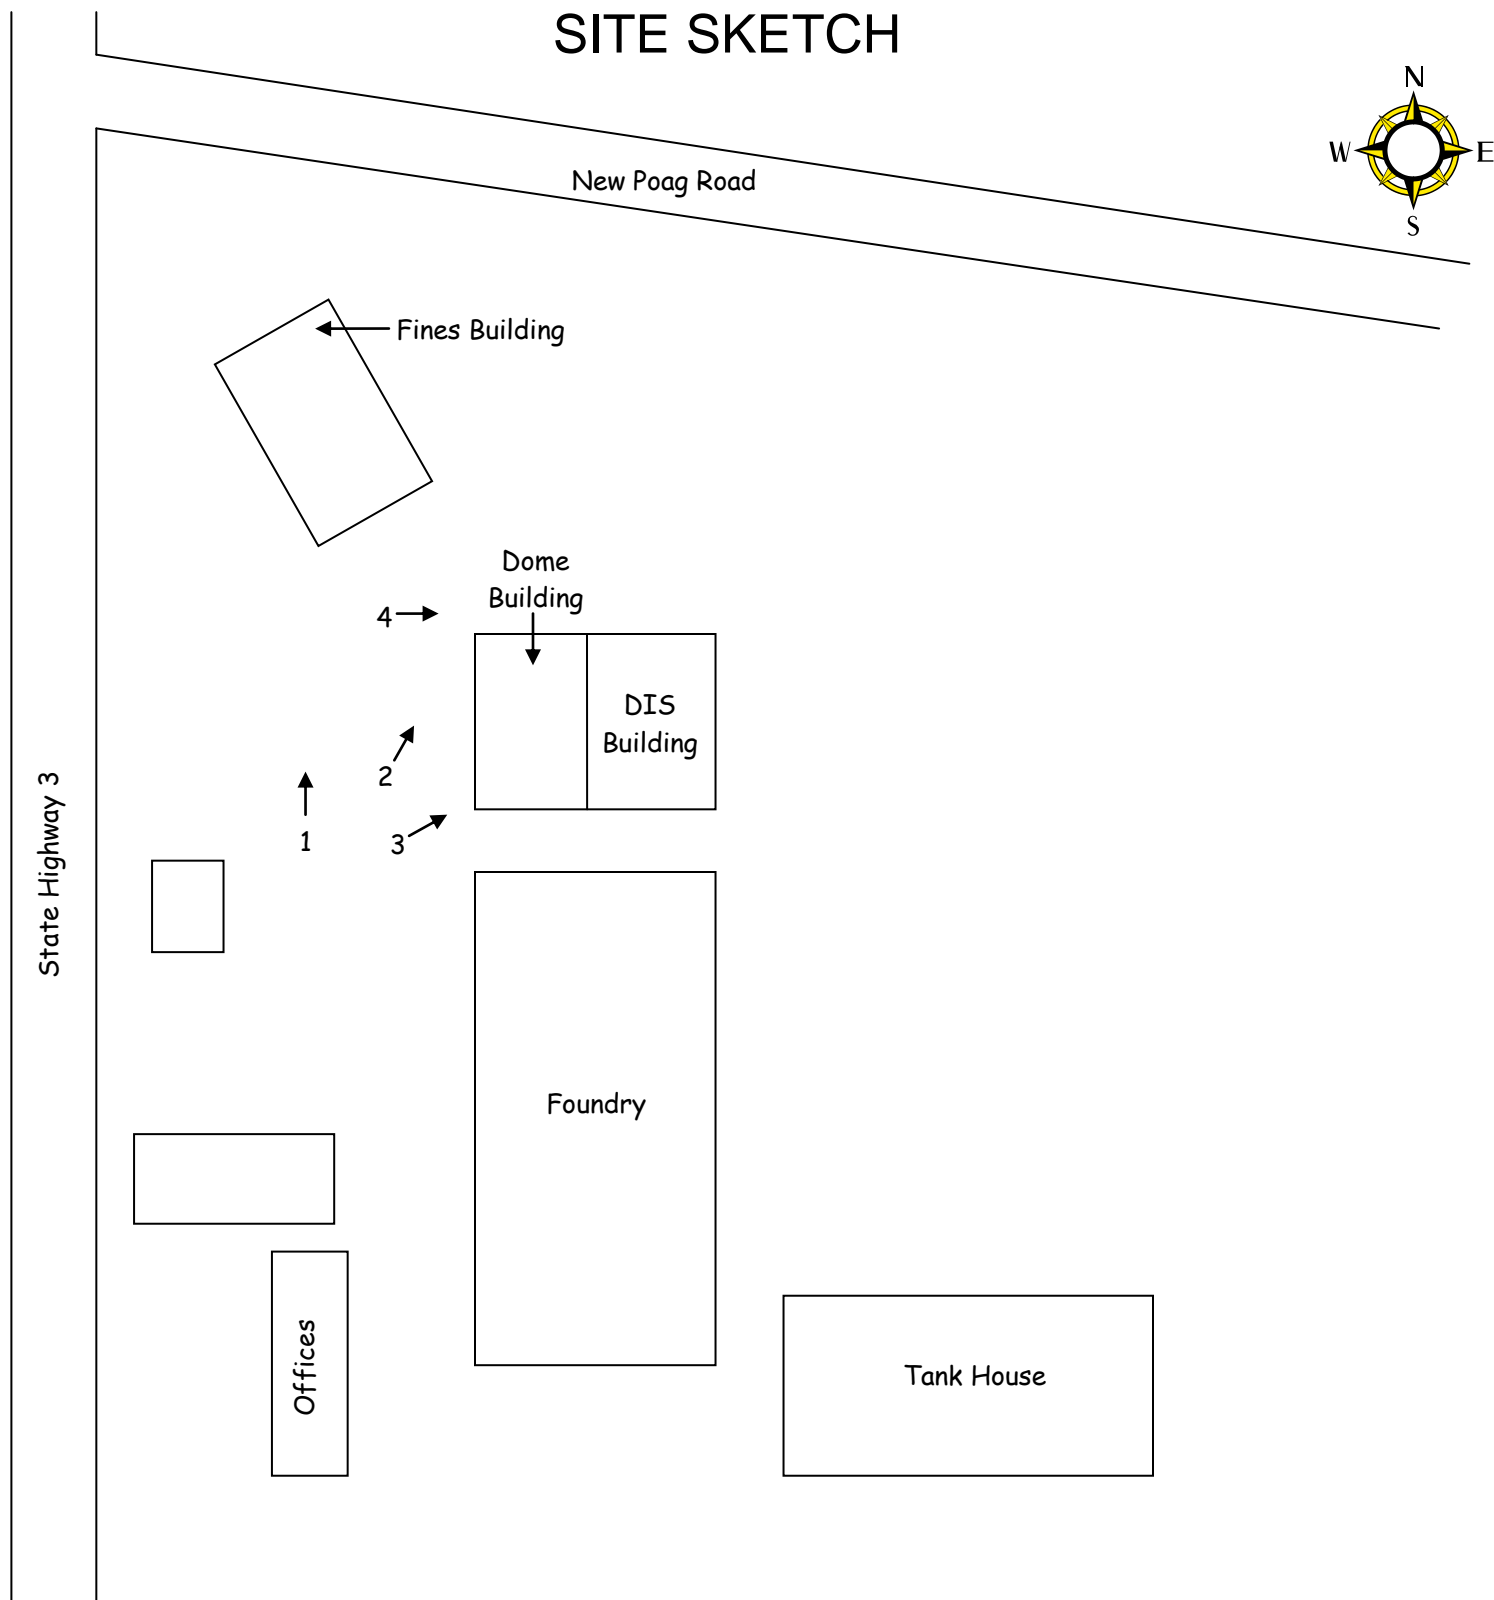 SITE SKETCH
N
W
E
S
New Poag Road
Fines Building
Dome
Building
4
DIS
Building
2
1
3
State Highway 3
Foundry
Offices
Tank House